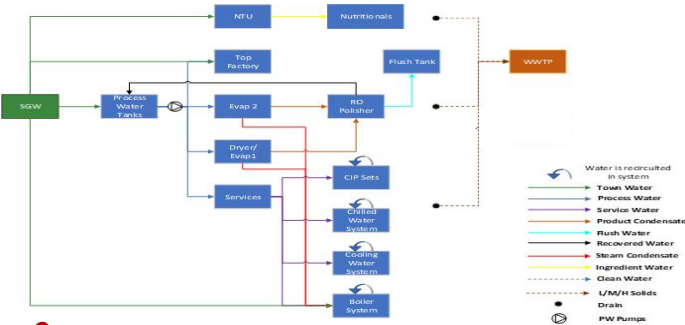 NTU
Nutritionals
Top
Factory
Flush Tank
WWTP
SGW
Process
Water
Tanks
Evap 2
RO
Polisher
Dryer/
Evap1
CIP Sets
Services
Chilled
Water
System
Cooling
Water
System
Boiler
System
Water is recirculted
in system
Town Water
Process Water
Service Water
Product Condensate
Flush Water
Recovered Water
Steam Condensate
Ingredient Water
Clean Water
L/M/H Solids
Drain
PW Pumps